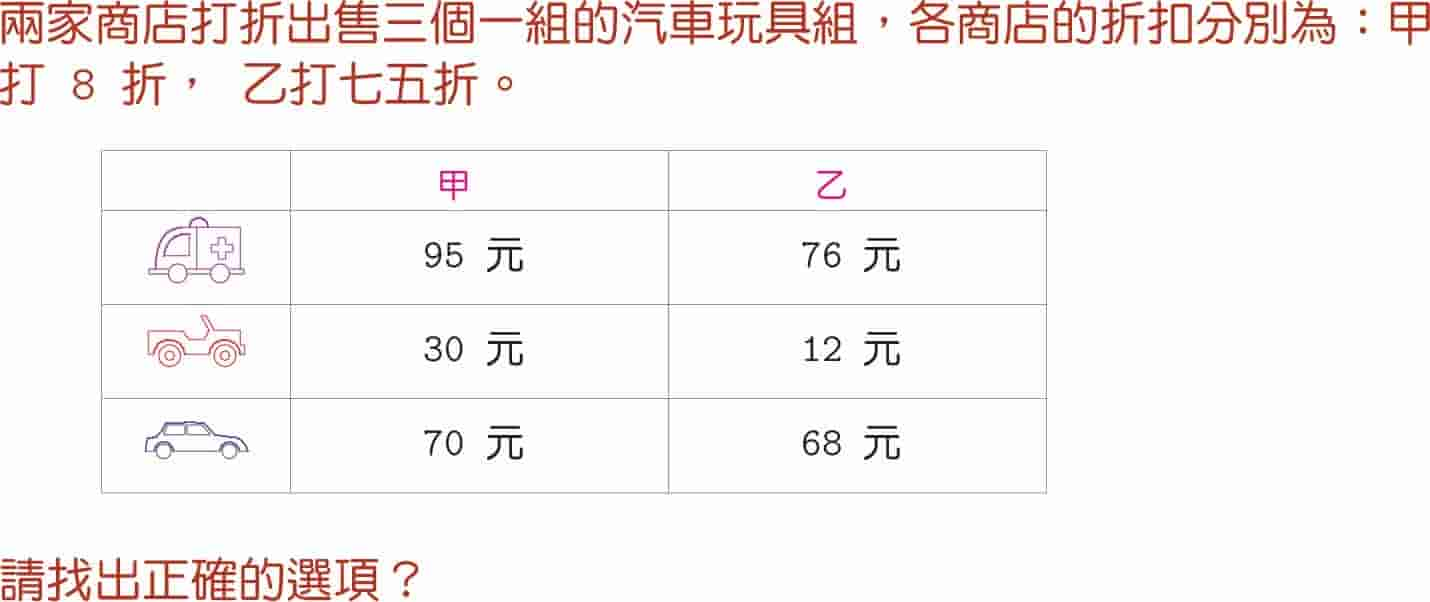 兩家商店打折出售三個一組的汽車玩具組，各商店的折扣分別為：甲
打 8 折， 乙打七五折。
甲 乙
95 元 76 元
30 元 12 元
70 元 68 元
請找出正確的選項？